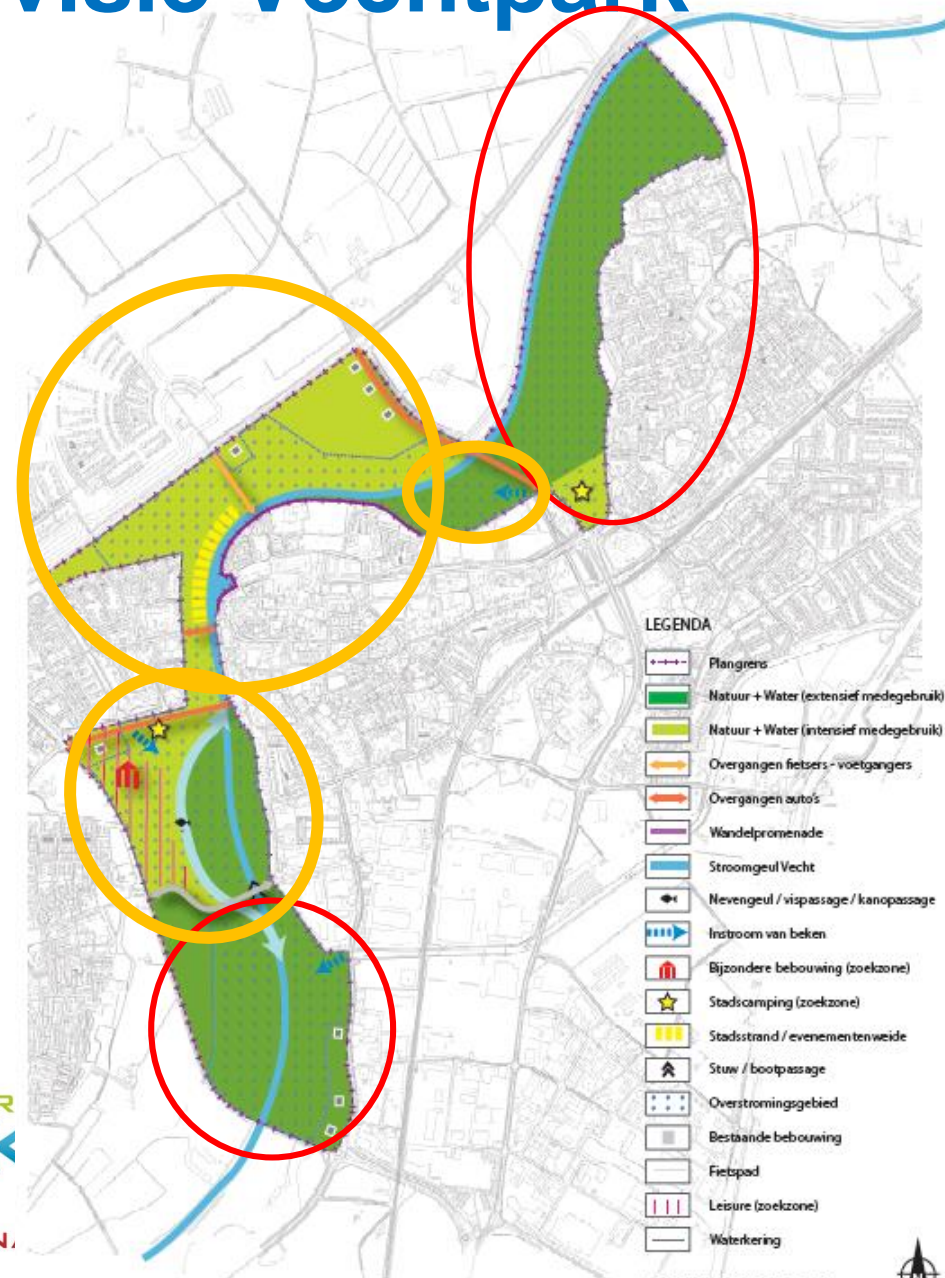 visie Vechtpark
LEGENDA
Plangrens
Natuur + Water (extensief medegebruik)
Natuur + Water (intensief medegebruik)
Overgangen fietsers - voetgangers
Overgangen auto's
Wandelpromenade
Stroomgeul Vecht
Nevengeul / vispassage / kanopassage
Instroom van beken
Bijzondere bebouwing (zoekzone)
Stadscamping (zoekzone)
Stadsstrand / evenementenweide
Stuw / bootpassage
Overstromingsgebied
Bestaande bebouwing
Fietspad
Leisure (zoekzone)
Waterkering